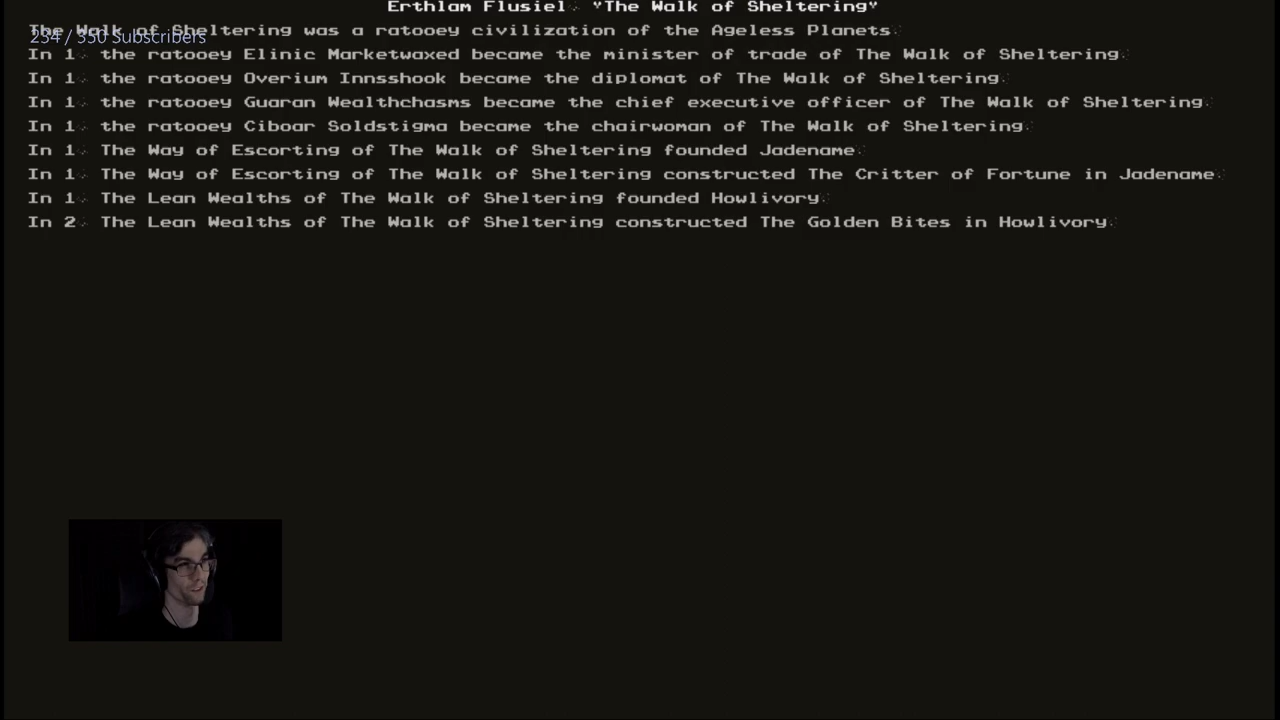 Erthlam Flusiel, "The Walk of Sheltering"
The Walk of Sheltering was a ratooey civilization of the Ageless Planets.
234 / 350 Subscribers
In 1, the ratooey Elinic Marketwaxed became the minister of trade of The Walk of Sheltering.
In 1, the ratooey Overium Innsshook became the diplomat of The Walk of Sheltering.
In 1, the ratooey Guaran Wealthchasms became the chief executive officer of The Walk of Sheltering.
In 1, the ratooey Ciboar Soldstigma became the chairwoman of The Walk of Sheltering.
In 1, The Way of Escorting of The Walk of Sheltering founded Jadename.
In 1, The Way of Escorting of The Walk of Sheltering constructed The Critter of Fortune in Jadename.
In 1, The Lean Wealths of The Walk of Sheltering founded Howlivory.
In 2, The Lean Wealths of The Walk of Sheltering constructed The Golden Bites in Howlivory.